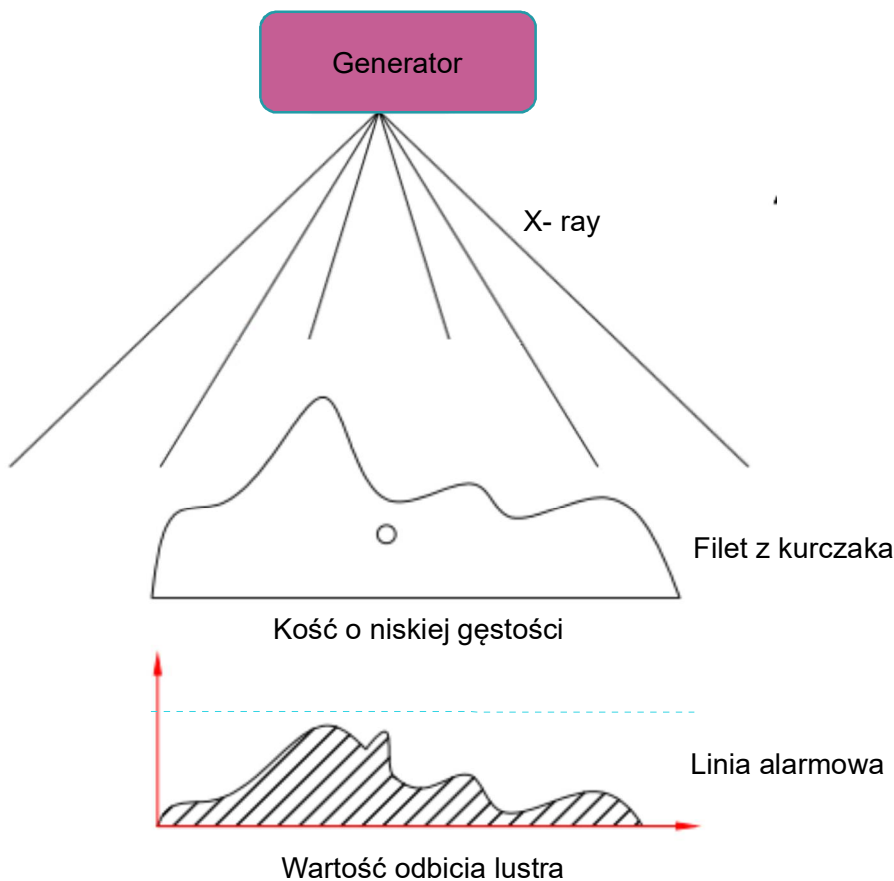 Generator
X- ray
Filet z kurczaka
Kość o niskiej gęstości
Linia alarmowa
Wartość odbicia lustra